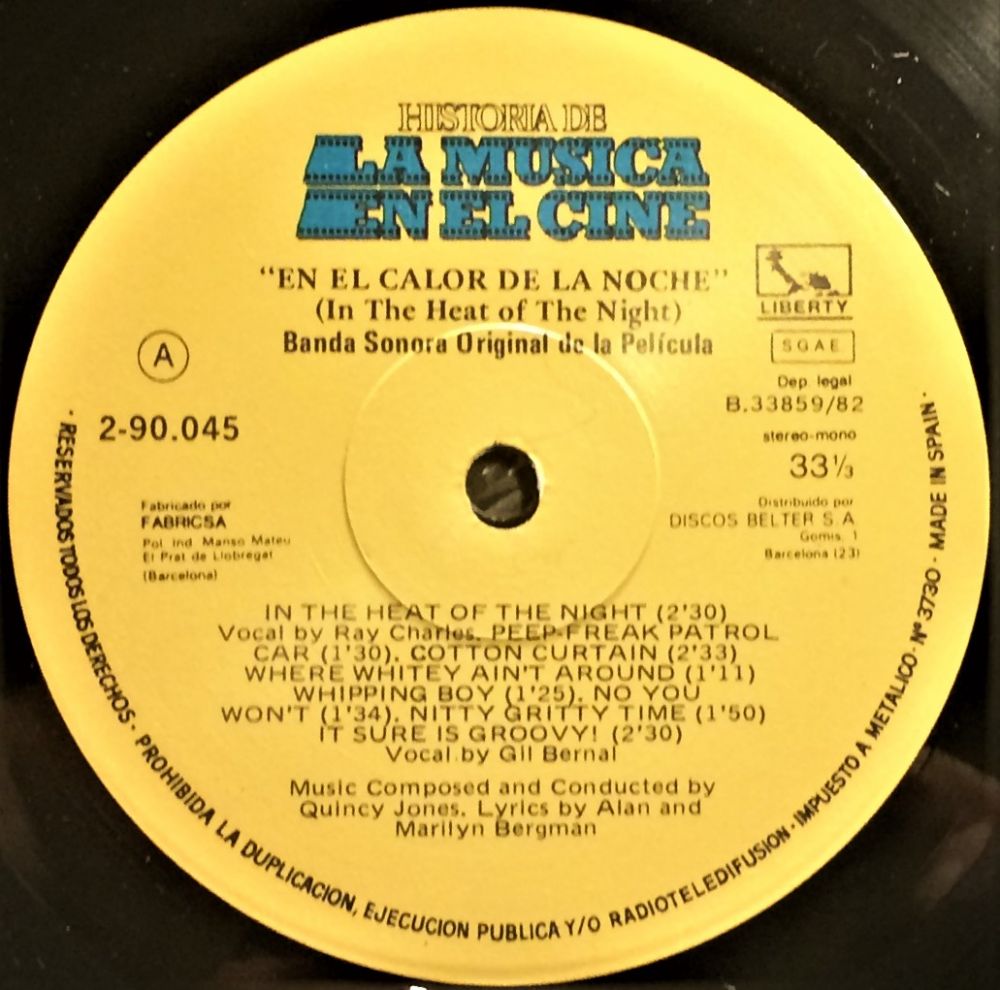 HISTORIA DE
LA MUSICA
EN EL CINE
"EN EL CALOR DE LA NOCHE"
(In The Heat of The Night)
Banda Sonora Original de la Película
LIBERTY
SGAE
A
Dep. legal
B.33859/82
2-90.045
stereo-mono
33 1/3
Fabricado por
FABRICSA
Pol. Ind. Manso Mateu
El Prat de Llobregat
(Barcelona)
Distribuido por
DISCOS BELTER S.A.
Gomis, 1
Barcelona (23)
IN THE HEAT OF THE NIGHT (2'30)
Vocal by Ray Charles. PEEP-FREAK PATROL
CAR (1'30). COTTON CURTAIN (2'33)
WHERE WHITEY AIN'T AROUND (1'11)
WHIPPING BOY (1'25). NO YOU
WON'T (1'34). NITTY GRITTY TIME (1'50)
IT SURE IS GROOVY! (2'30)
Vocal by Gil Bernal
Music Composed and Conducted by
Quincy Jones. Lyrics by Alan and
Marilyn Bergman
· RESERVADOS TODOS LOS DERECHOS · PROHIBIDA LA DUPLICACION, EJECUCION PUBLICA Y/O RADIOTELEDIFUSION · IMPUESTO A METALICO · Nº 3730 · MADE IN SPAIN ·